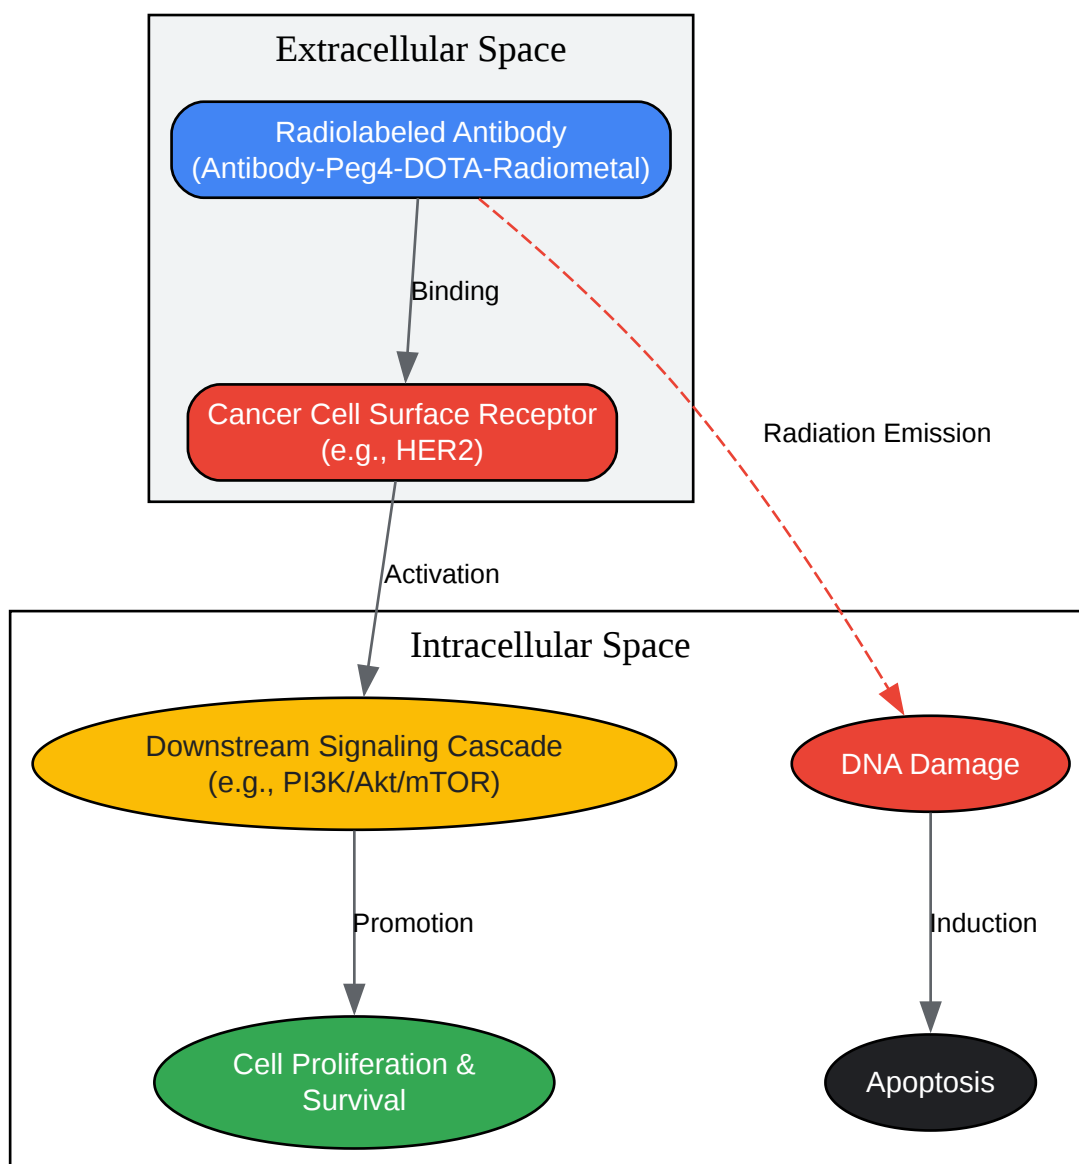 Extracellular Space
Radiolabeled Antibody
(Antibody-Peg4-DOTA-Radiometal)
Binding
Cancer Cell Surface Receptor
(e.g., HER2)
Radiation Emission
Activation
Intracellular Space
Downstream Signaling Cascade
(e.g., PI3K/Akt/mTOR)
DNA Damage
Promotion
Induction
Cell Proliferation &
Survival
Apoptosis